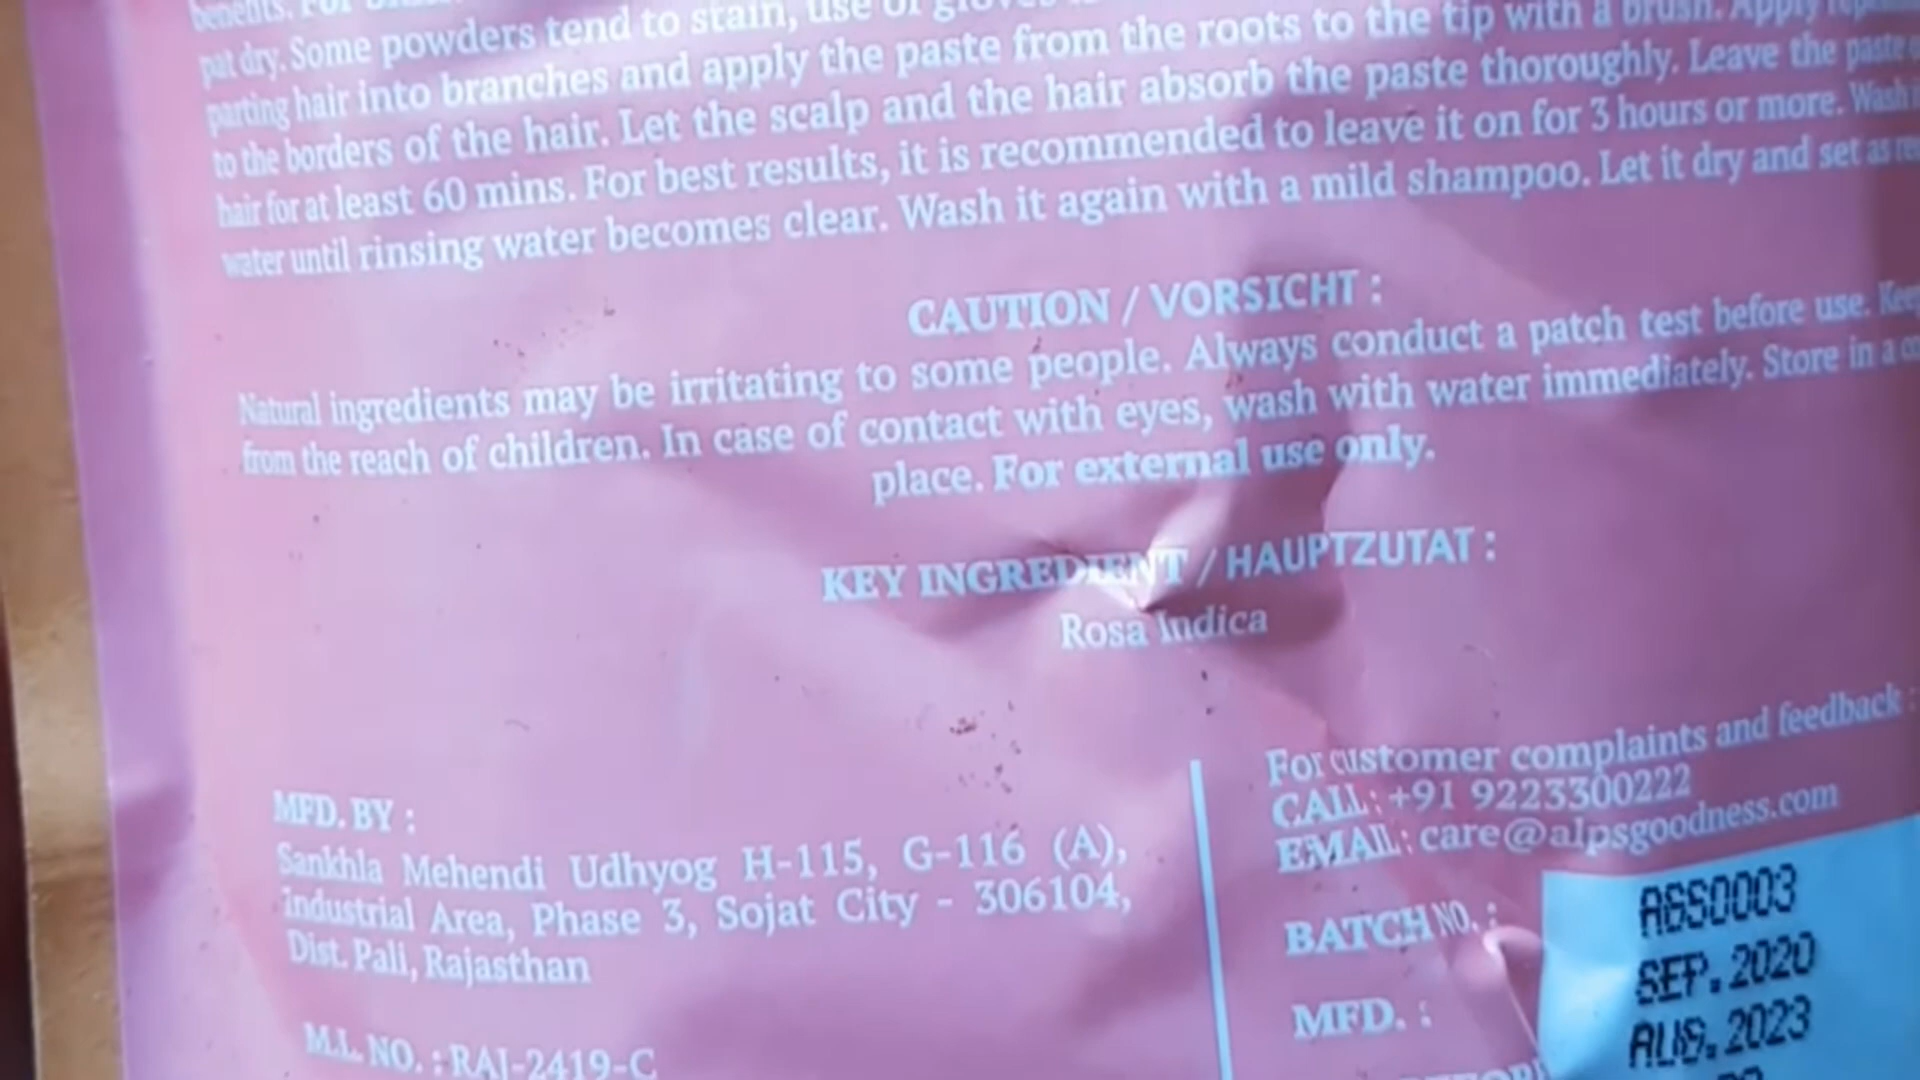 benefits. For
pat dry. Some powders tend to stain, use of gloves
parting hair into branches and apply the paste from the roots to the tip with a brush. Apply
to the borders of the hair. Let the scalp and the hair absorb the paste thoroughly. Leave the paste
hair for at least 60 mins. For best results, it is recommended to leave it on for 3 hours or more. Wash
water until rinsing water becomes clear. Wash it again with a mild shampoo. Let it dry and set as
CAUTION / VORSICHT :
Natural ingredients may be irritating to some people. Always conduct a patch test before use. Keep
from the reach of children. In case of contact with eyes, wash with water immediately. Store in a
place. For external use only.
KEY INGREDIENT / HAUPTZUTAT :
Rosa Indica
MFD. BY :
Sankhla Mehendi Udhyog H-115, G-116 (A),
Industrial Area, Phase 3, Sojat City - 306104,
Dist. Pali, Rajasthan
M.L. NO. : RAJ-2419-C
For customer complaints and feedback :
CALL : +91 9223300222
EMAIL : care@alpsgoodness.com
BATCH NO. :
AGS0003
MFD. :
SEP.2020
AUG.2023